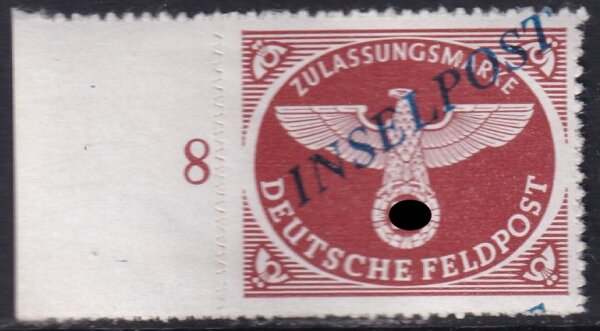 ZULASSUNGSMARKE
INSELPOST
8
DEUTSCHE FELDPOST